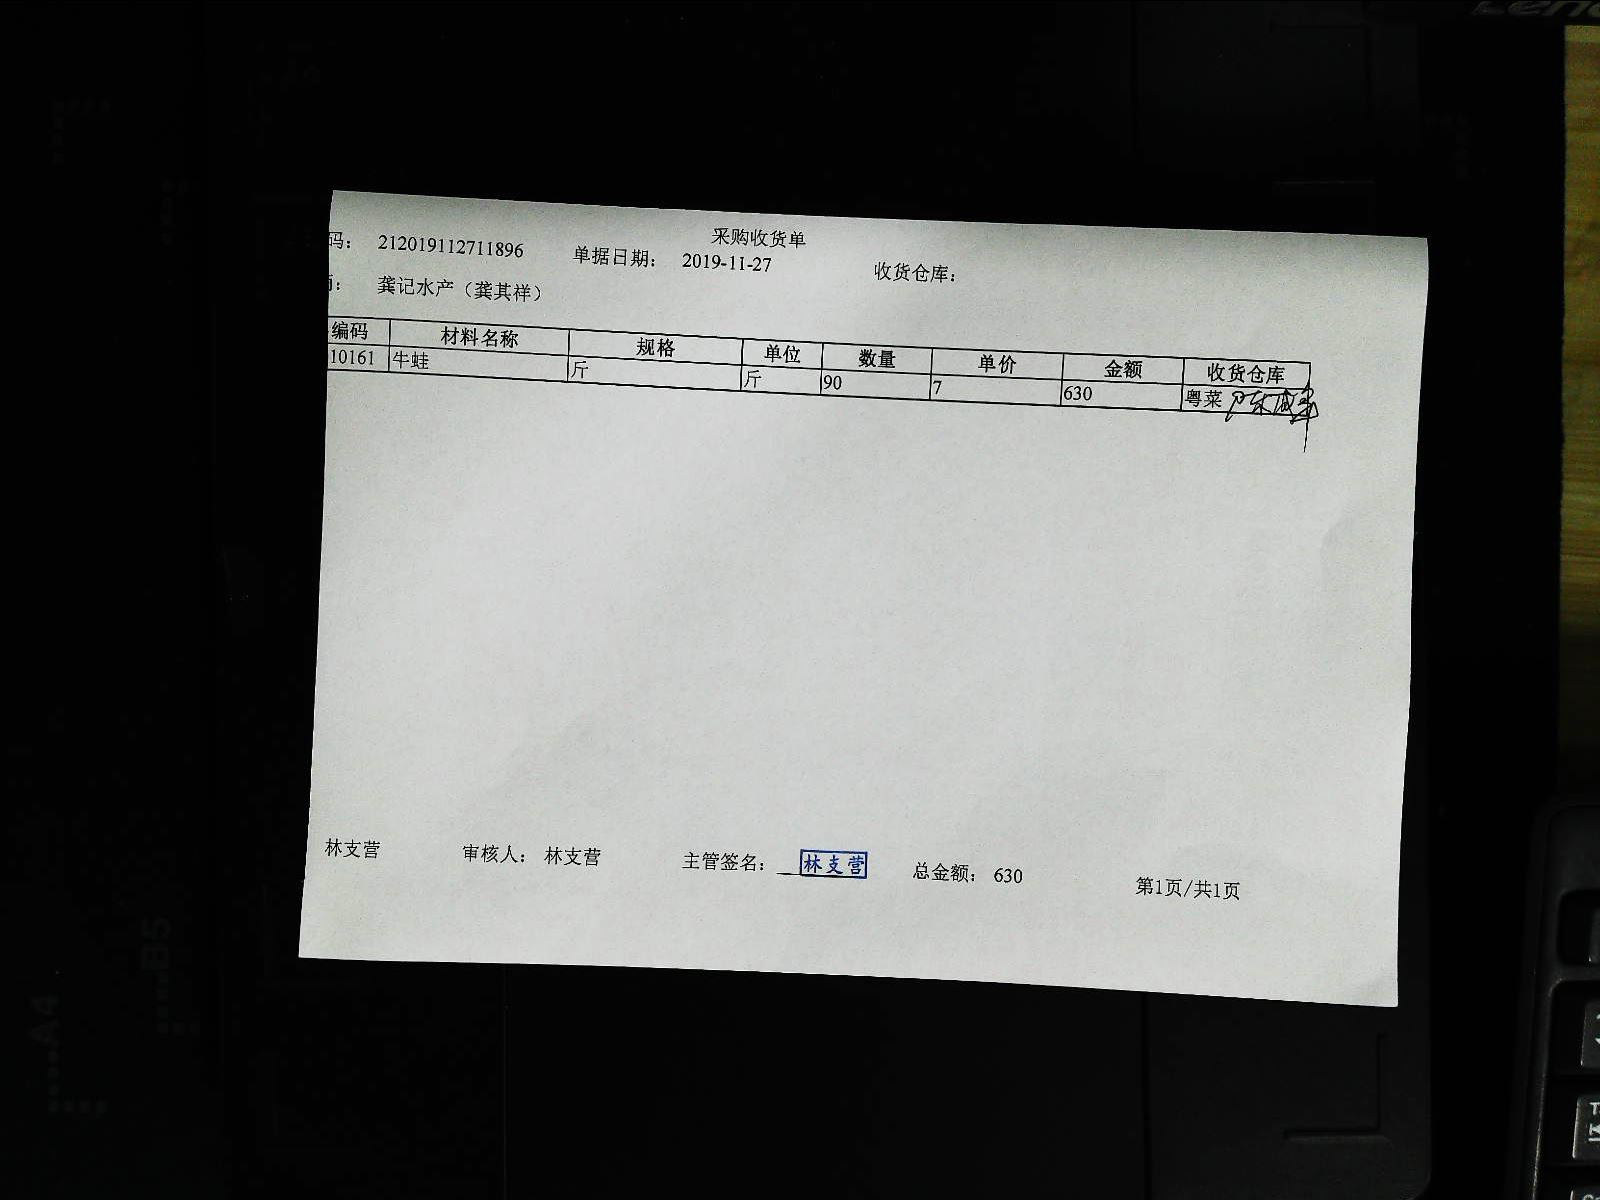 采购收货单
码： 212019112711896 单据日期： 2019-11-27 收货仓库：
： 龚记水产（龚其祥）
编码 材料名称 规格 单位 数量 单价 金额 收货仓库
10161 牛蛙 斤 斤 90 7 630 粤菜
林支营 审核人： 林支营 主管签名： 林支营 总金额： 630 第1页/共1页
B5
A4